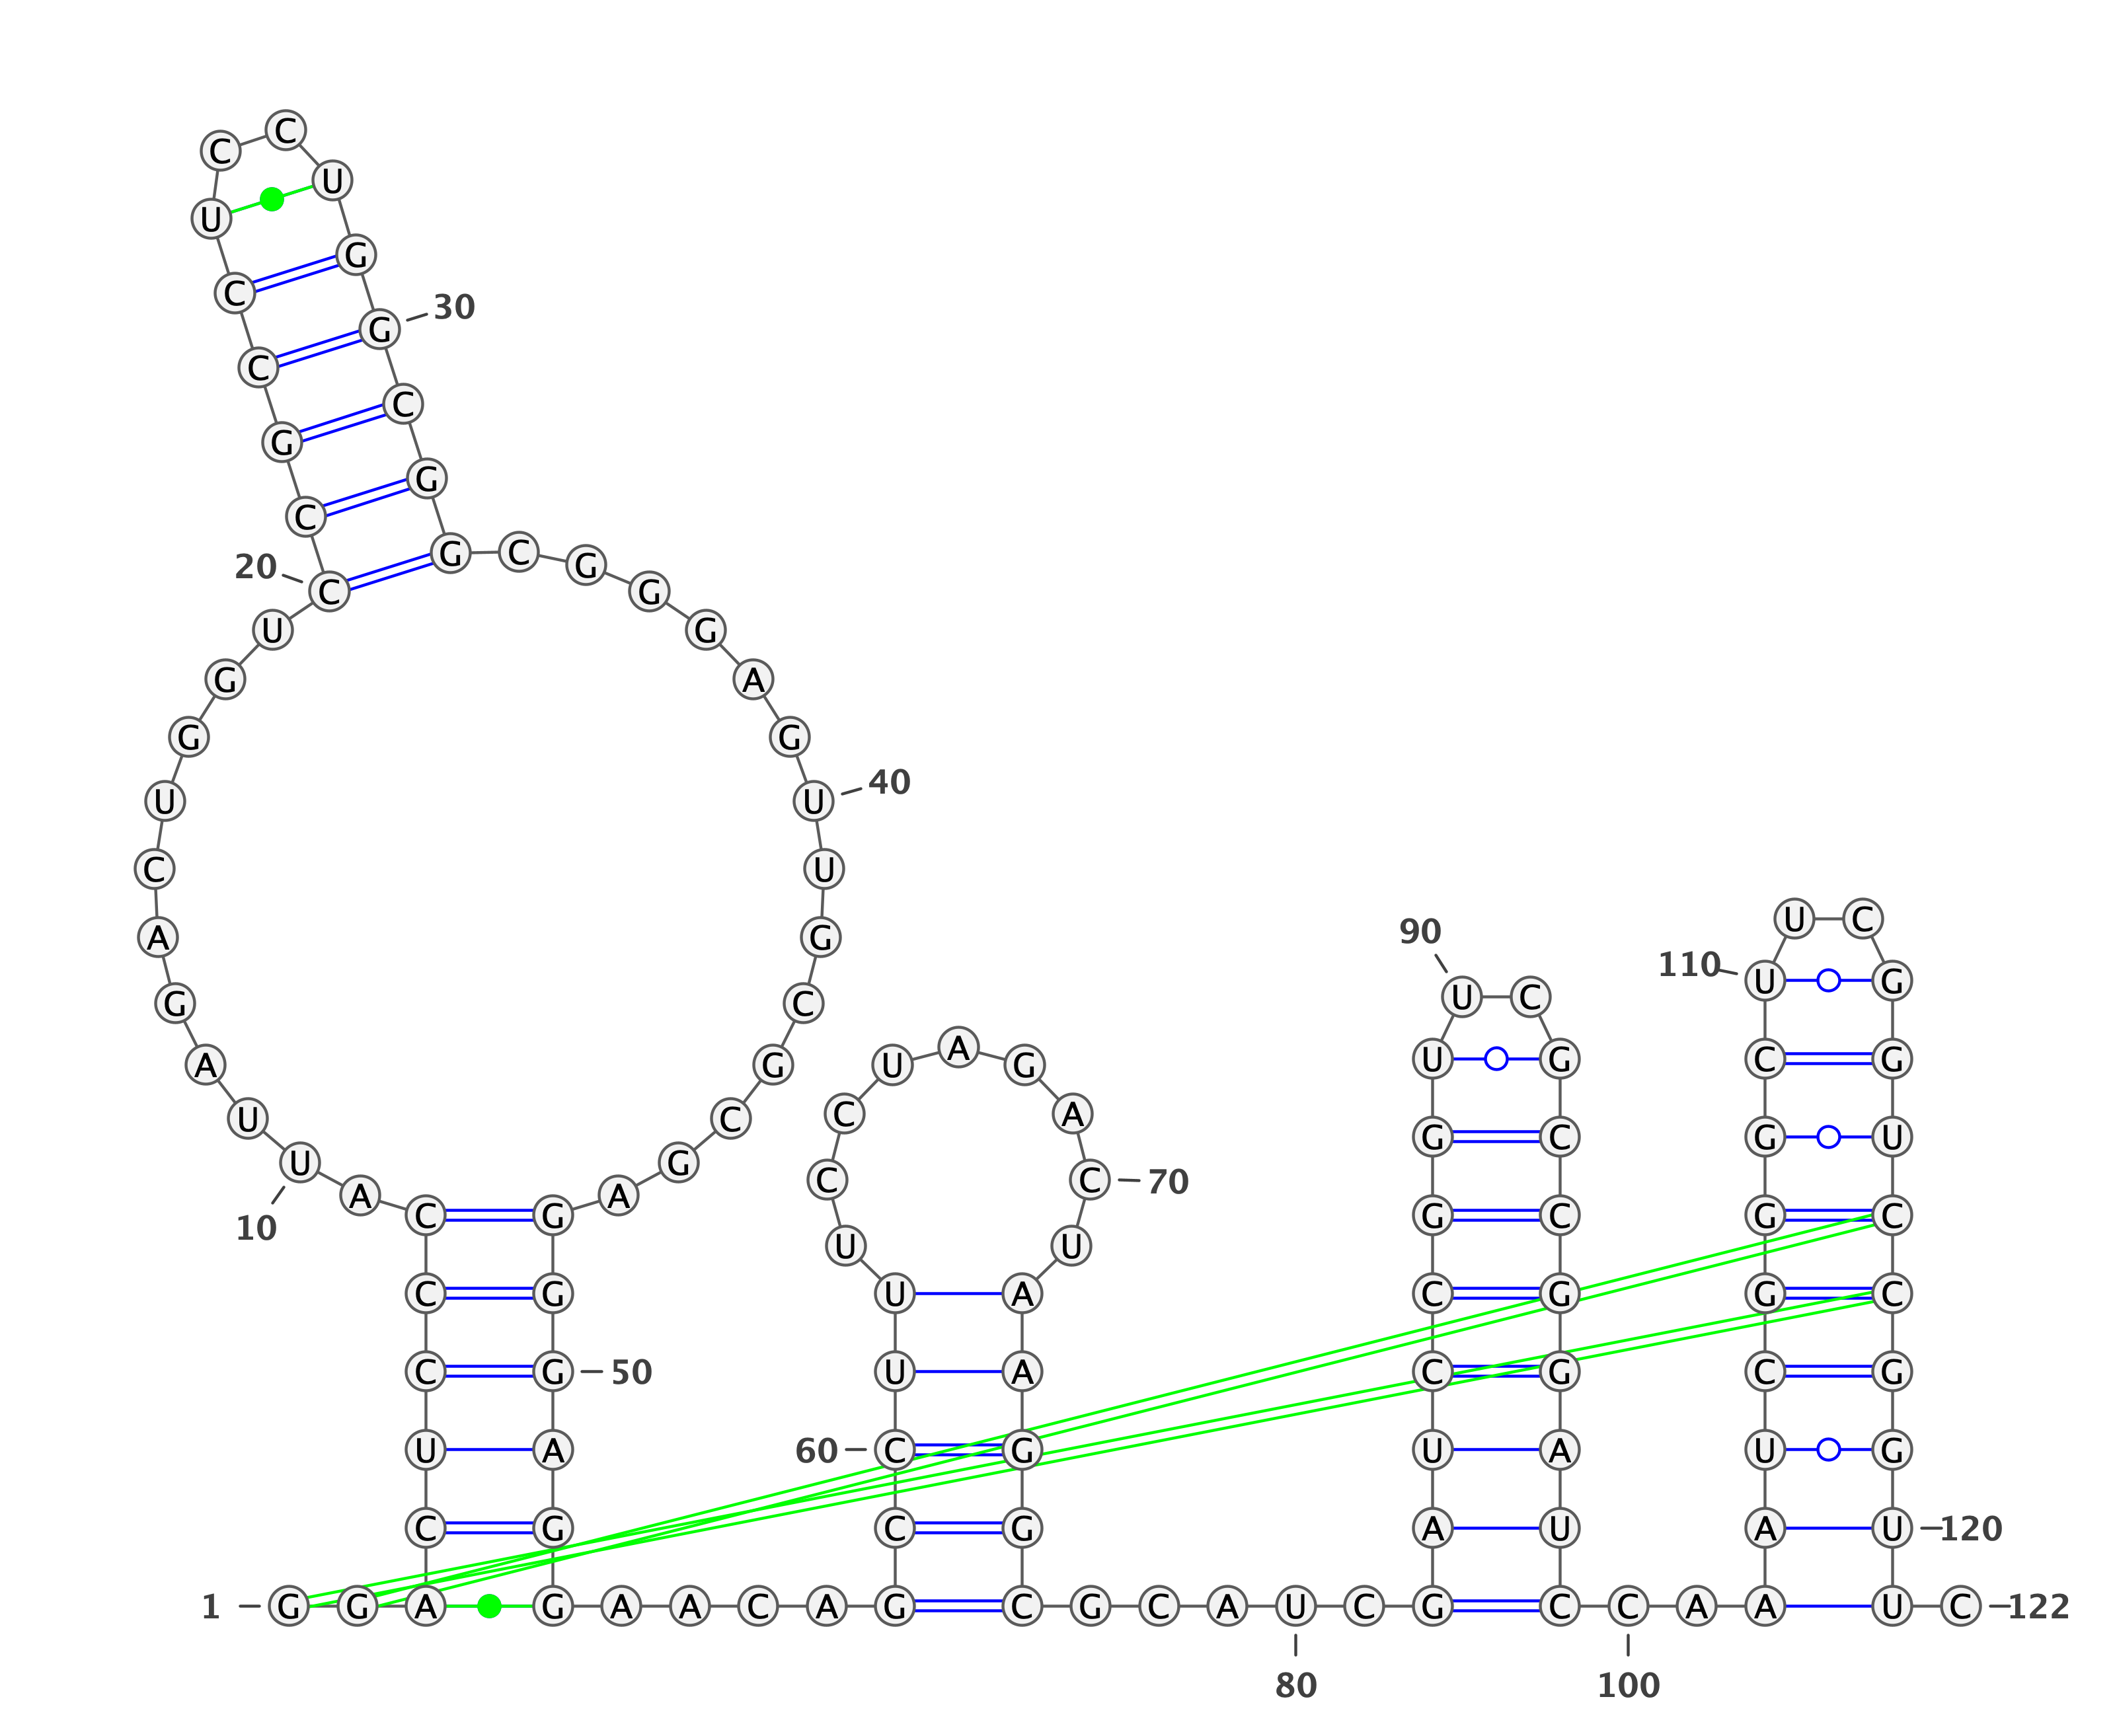 C
C
U
U
G
C
30
G
C
C
G
G
C
G C G
20
C G
U G
G A
G G
40
U U
C U
U C
90
A G
110 U G
U C
G C
A
U G C G
A G U G
U C C A
G C G U
U G
C C 70
A A
C G G C G C
10
U U
C G U A C G G C
C G 50 U A C G C G
U A 60 C G U A U G
C G C G A U A U 120
1 G G A G A A C A G C G C A U C G C C A A U C 122
80 100